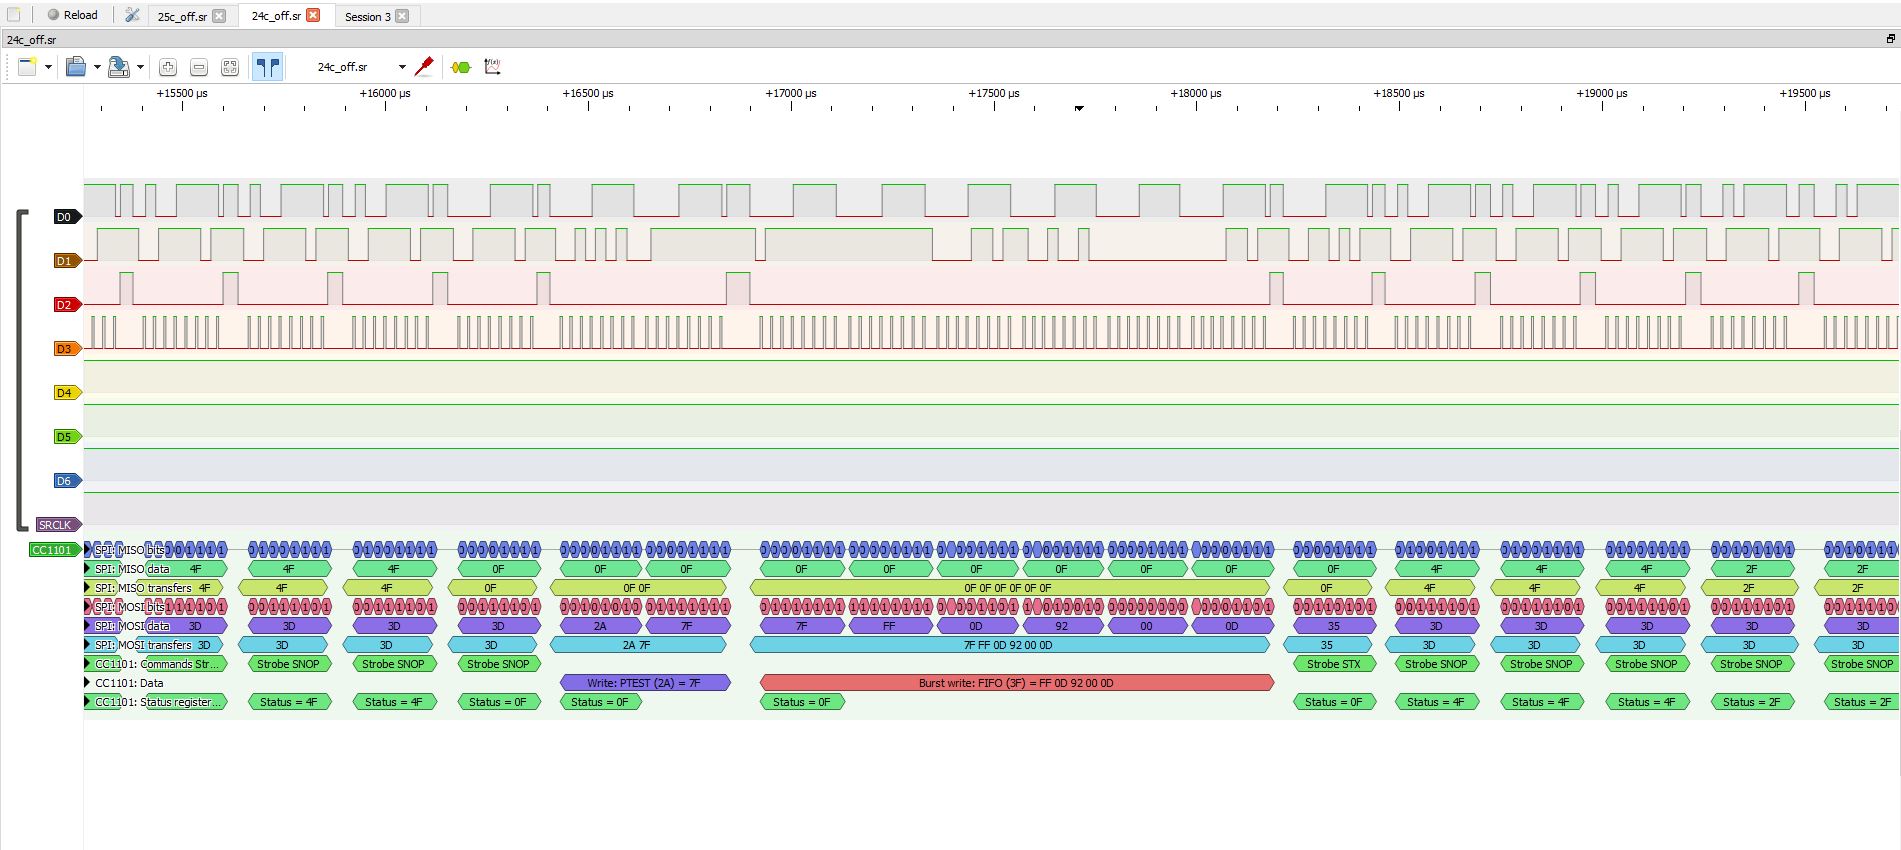 Reload 25c_off.sr 24c_off.sr Session 3
24c_off.sr
24c_off.sr
+15500 µs +16000 µs +16500 µs +17000 µs +17500 µs +18000 µs +18500 µs +19000 µs +19500 µs
D0
D1
D2
D3
D4
D5
D6
SRCLK
CC1101 SPI: MISO bits
SPI: MISO data 4F 4F 4F 0F 0F 0F 0F 0F 0F 0F 0F 0F 0F 4F 4F 4F 2F 2F
SPI: MISO transfers 4F 4F 4F 0F 0F 0F 0F 0F 0F 0F 0F 0F 0F 4F 4F 4F 2F 2F
SPI: MOSI bits
SPI: MOSI data 3D 3D 3D 3D 2A 7F 7F FF 0D 92 00 0D 35 3D 3D 3D 3D 3D
SPI: MOSI transfers 3D 3D 3D 3D 2A 7F 7F FF 0D 92 00 0D 35 3D 3D 3D 3D 3D
CC1101: Commands Str... Strobe SNOP Strobe SNOP Strobe SNOP Strobe STX Strobe SNOP Strobe SNOP Strobe SNOP Strobe SNOP Strobe SNOP
CC1101: Data Write: PTEST (2A) = 7F Burst write: FIFO (3F) = FF 0D 92 00 0D
CC1101: Status register... Status = 4F Status = 4F Status = 0F Status = 0F Status = 0F Status = 0F Status = 4F Status = 4F Status = 4F Status = 2F Status = 2F